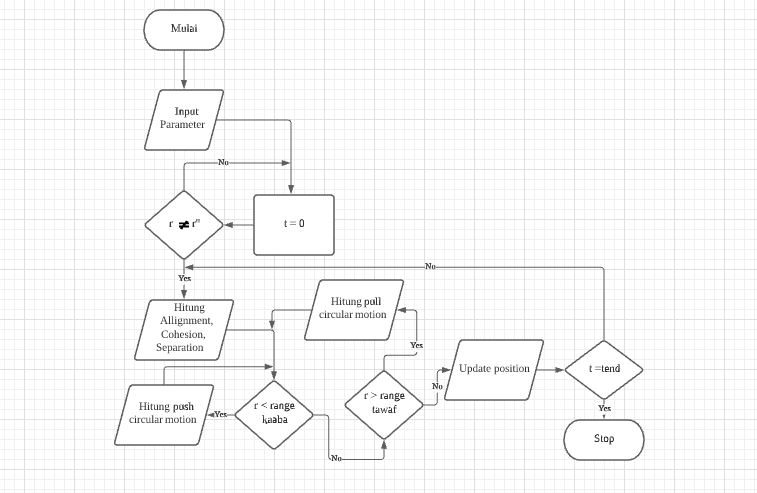 Mulai
Input
Parameter
No
r ≠ r"
t = 0
No
Yes
Hitung
Allignment,
Cohesion,
Separation
Hitung pull
circular motion
Yes
Update position
t =tend
r > range
tawaf
No
Hitung push
circular motion
Yes
r < range
kaaba
Yes
Stop
No